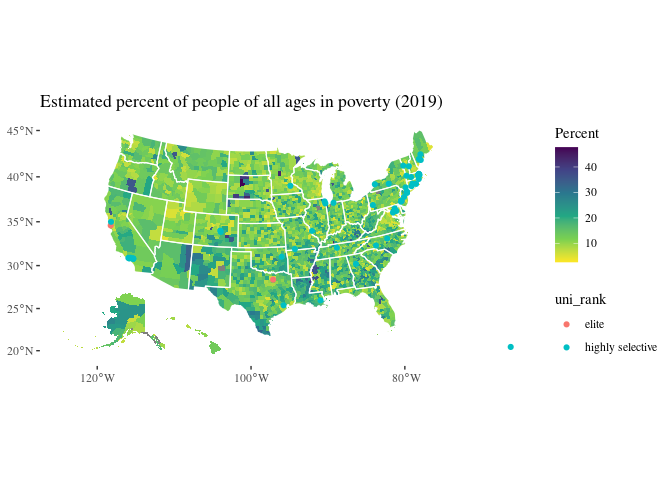 Estimated percent of people of all ages in poverty (2019)
45°N
40°N
35°N
30°N
25°N
20°N
120°W
100°W
80°W
Percent
40
30
20
10
uni_rank
elite
highly selective